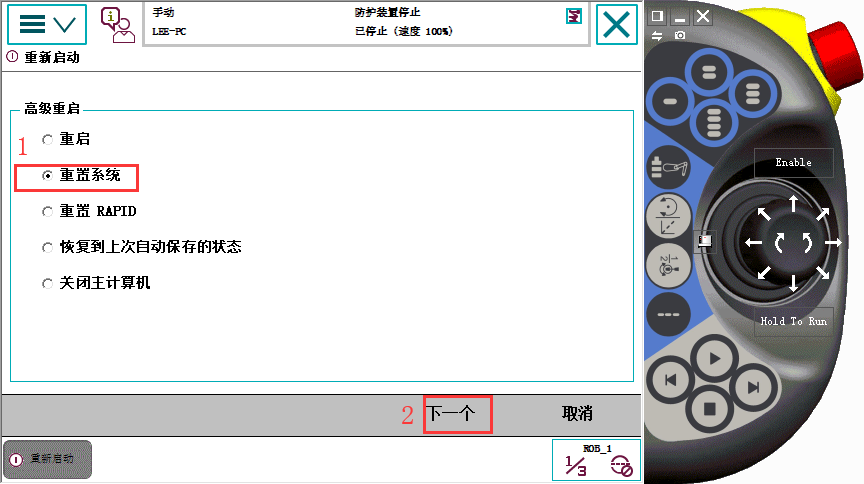 手动
LEE-PC
防护装置停止
已停止 (速度 100%)
重新启动
高级重启
重启
1
重置系统
重置 RAPID
恢复到上次自动保存的状态
关闭主计算机
2
下一个
取消
重新启动
ROB_1
1/3
Enable
1/2
Hold To Run